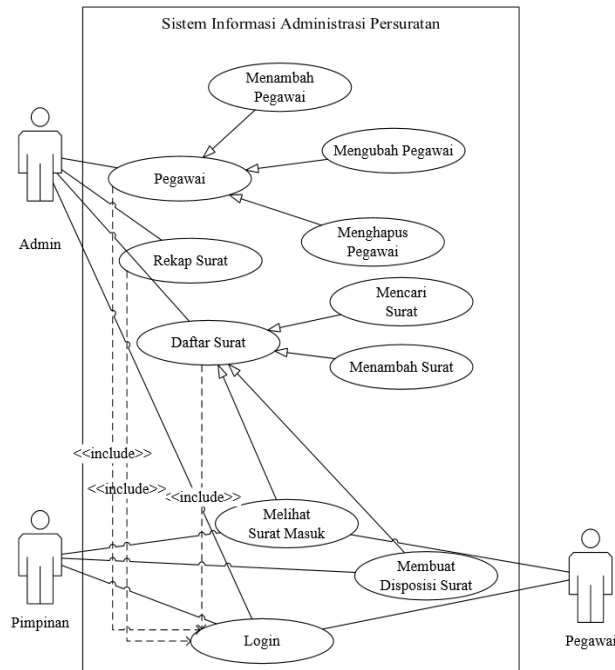 Sistem Informasi Administrasi Persuratan
Menambah
Pegawai
Mengubah Pegawai
Pegawai
Admin
Menghapus
Pegawai
Rekap Surat
Mencari
Surat
Daftar Surat
Menambah Surat
<<include>>
<<include>>
<<include>>
Melihat
Surat Masuk
Membuat
Disposisi Surat
Pimpinan
Login
Pegawai